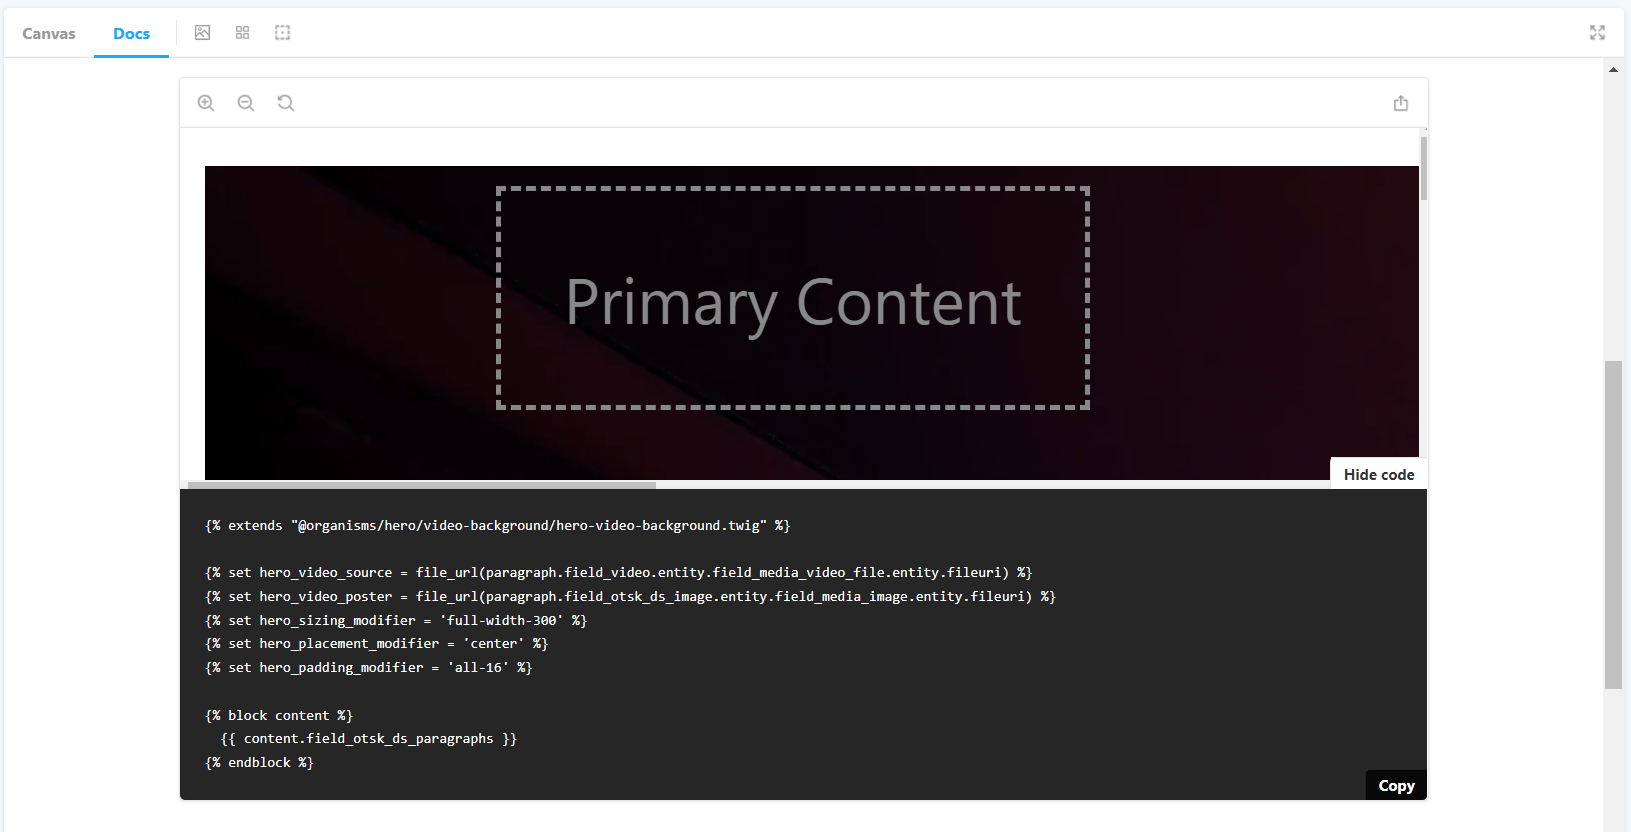 Canvas Docs
Primary Content
Hide code
{% extends "@organisms/hero/video-background/hero-video-background.twig" %}
{% set hero_video_source = file_url(paragraph.field_video.entity.field_media_video_file.entity.fileuri) %}
{% set hero_video_poster = file_url(paragraph.field_otsk_ds_image.entity.field_media_image.entity.fileuri) %}
{% set hero_sizing_modifier = 'full-width-300' %}
{% set hero_placement_modifier = 'center' %}
{% set hero_padding_modifier = 'all-16' %}
{% block content %}
{{ content.field_otsk_ds_paragraphs }}
{% endblock %}
Copy